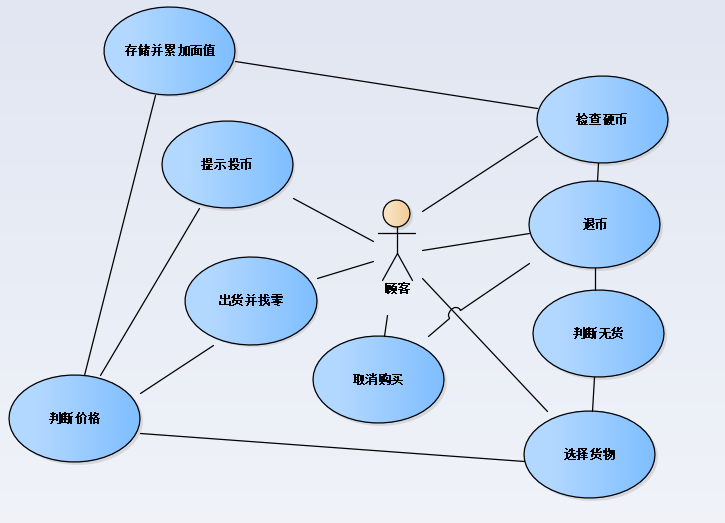 存储并累加面值
检查硬币
提示投币
退币
顾客
出货并找零
判断无货
取消购买
判断价格
选择货物